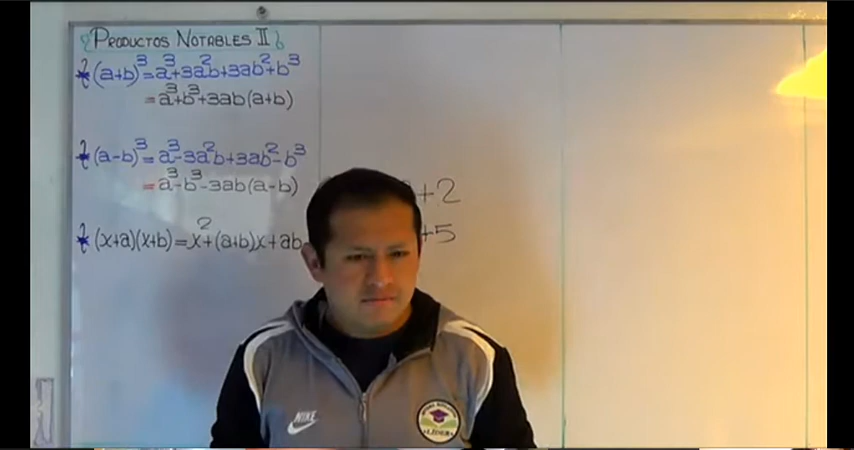 PRODUCTOS NOTABLES II
* (a+b)³=a³+3a²b+3ab²+b³
=a³+b³+3ab(a+b)
* (a-b)³=a³-3a²b+3ab²-b³
=a³-b³-3ab(a-b)
+2
* (x+a)(x+b)=x²+(a+b)x+ab
+5
NIKE
LÍDER